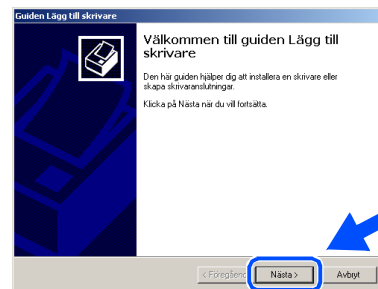 Guiden Lägg till skrivare
Välkommen till guiden Lägg till
skrivare
Den här guiden hjälper dig att installera en skrivare eller
skapa skrivaranslutningar.
Klicka på Nästa när du vill fortsätta.
< Föregående Nästa > Avbryt